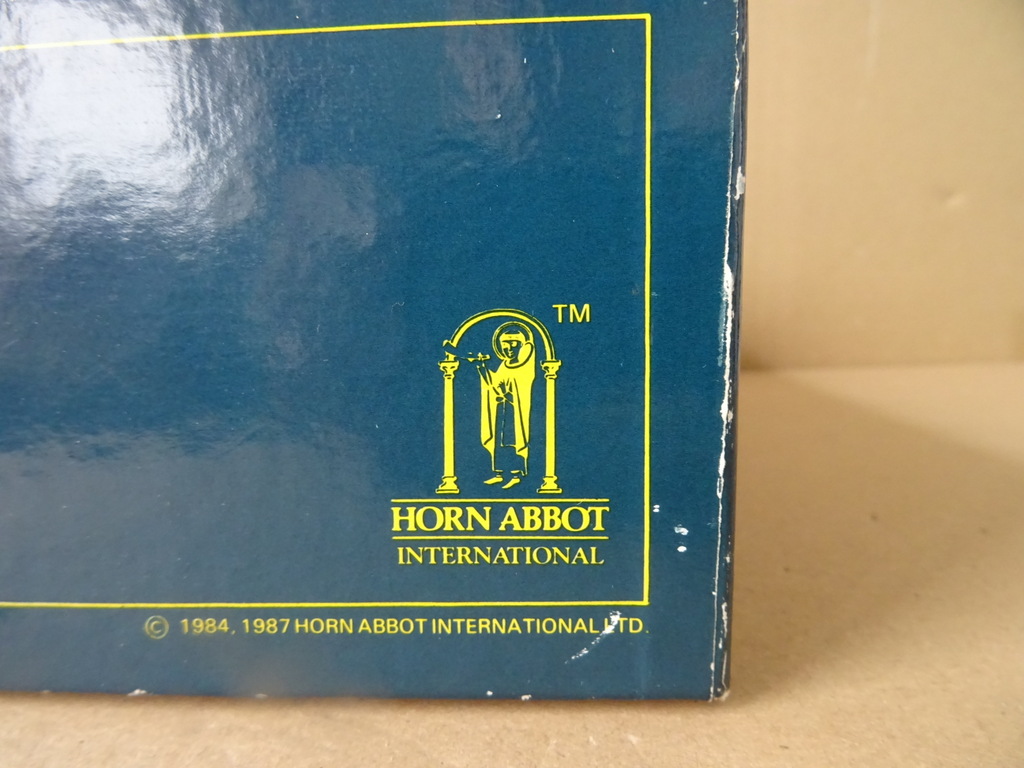 TM
HORN ABBOT
INTERNATIONAL
© 1984, 1987 HORN ABBOT INTERNATIONAL LTD.